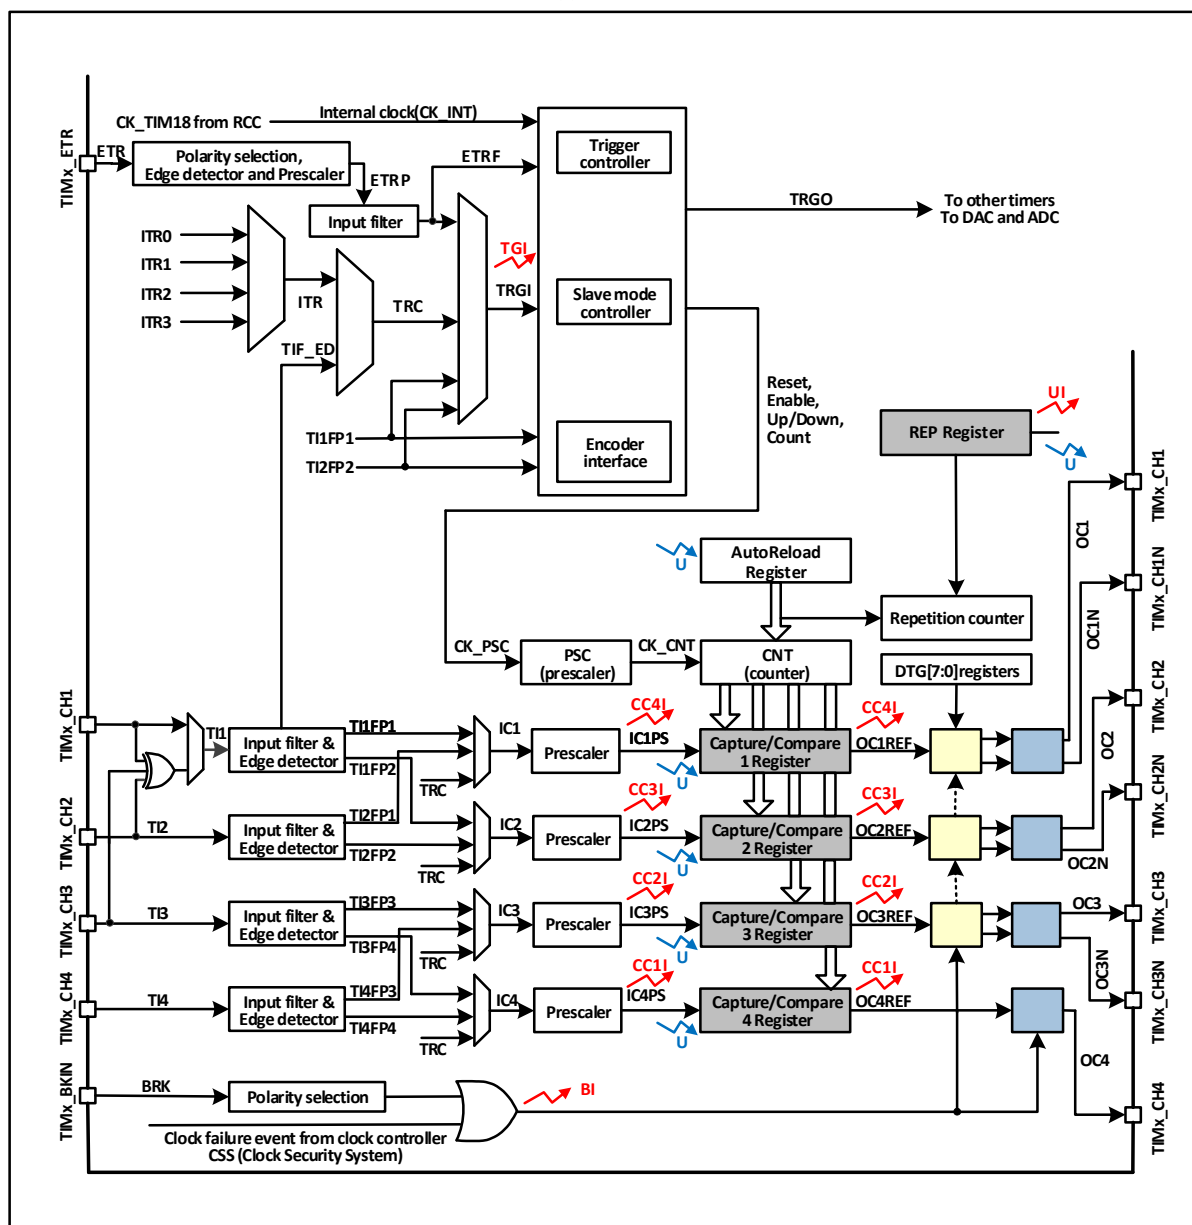 Internal clock(CK_INT)
CK_TIM18 from RCC
TIMx_ETR
ETR
Polarity selection,
Edge detector and Prescaler
ETRP
ETRF
Input filter
Trigger
controller
TRGO
To other timers
To DAC and ADC
ITR0
ITR1
ITR2
ITR3
ITR
TIF_ED
TRC
TGI
TRGI
Slave mode
controller
Reset,
Enable,
Up/Down,
Count
TI1FP1
TI2FP2
Encoder
interface
UI
REP Register
U
U
AutoReload
Register
Repetition counter
CK_PSC
PSC
(prescaler)
CK_CNT
CNT
(counter)
DTG[7:0]registers
TIMx_CH1
TI1
Input filter &
Edge detector
TI1FP1
TI1FP2
TRC
IC1
Prescaler
CC4I
IC1PS
U
Capture/Compare
1 Register
CC4I
OC1REF
OC1
TIMx_CH1
OC1N
TIMx_CH1N
TIMx_CH2
TI2
Input filter &
Edge detector
TI2FP1
TI2FP2
TRC
IC2
Prescaler
CC3I
IC2PS
U
Capture/Compare
2 Register
CC3I
OC2REF
OC2
TIMx_CH2
OC2N
TIMx_CH2N
TIMx_CH3
TI3
Input filter &
Edge detector
TI3FP3
TI3FP4
TRC
IC3
Prescaler
CC2I
IC3PS
U
Capture/Compare
3 Register
CC2I
OC3REF
OC3
TIMx_CH3
OC3N
TIMx_CH3N
TIMx_CH4
TI4
Input filter &
Edge detector
TI4FP3
TI4FP4
TRC
IC4
Prescaler
CC1I
IC4PS
U
Capture/Compare
4 Register
CC1I
OC4REF
OC4
TIMx_CH4
TIMx_BKIN
BRK
Polarity selection
BI
Clock failure event from clock controller
CSS (Clock Security System)